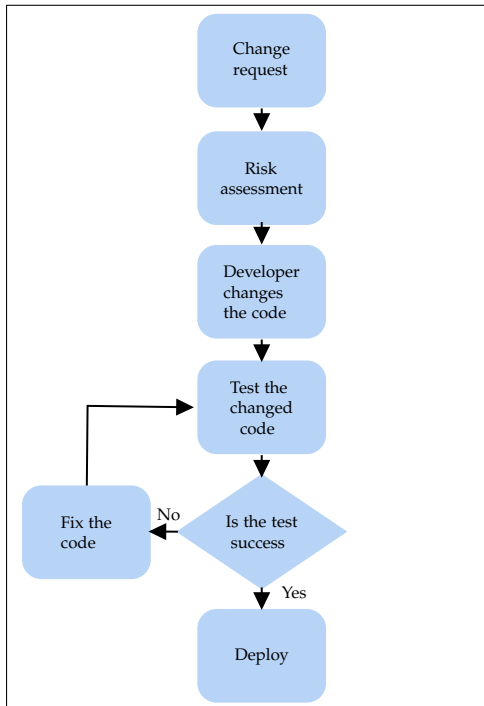 Change
request
Risk
assessment
Developer
changes
the code
Test the
changed
code
Is the test
success
No
Fix the
code
Yes
Deploy